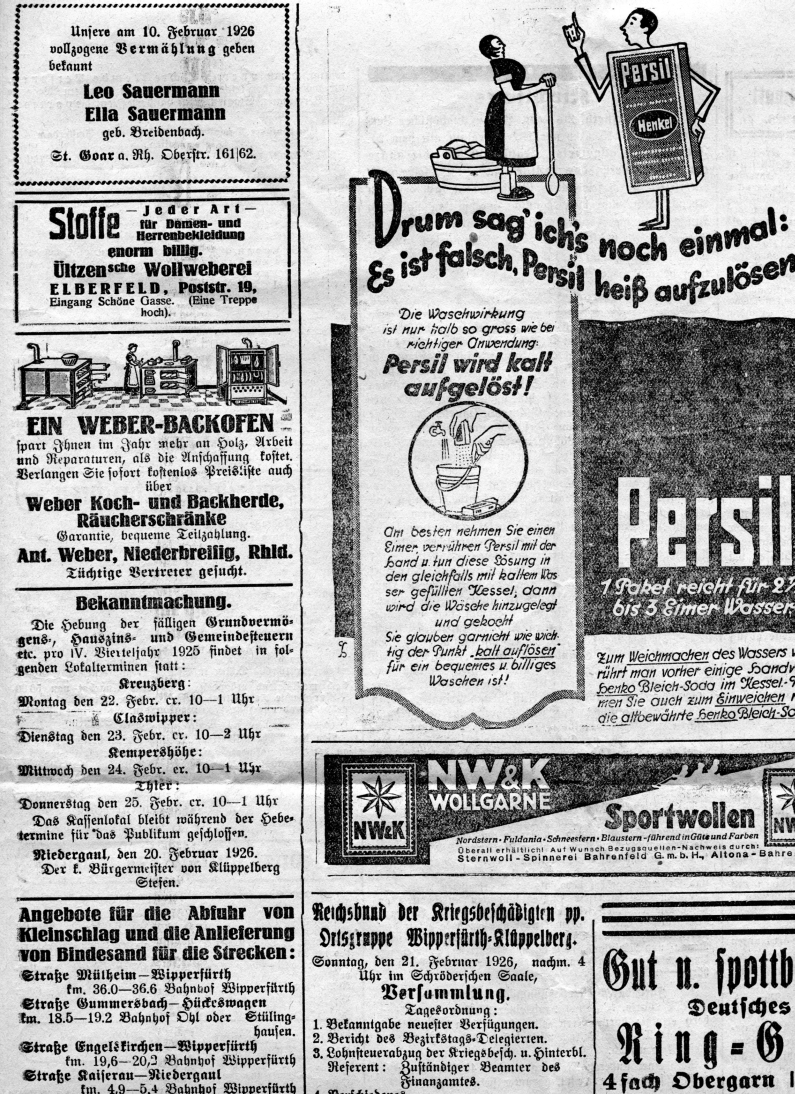 Unsere am 10. Februar 1926
vollzogene Vermählung geben
bekannt
Leo Sauermann
Ella Sauermann
geb. Breidenbach.
St. Goar a. Rh. Oberstr. 161|62.
Stoffe
— Jeder Art —
für Damen- und
Herrenbekleidung
enorm billig.
Ültzensche Wollweberei
ELBERFELD, Poststr. 19,
Eingang Schöne Gasse. (Eine Treppe
hoch).
EIN WEBER-BACKOFEN
spart Ihnen im Jahr mehr an Holz, Arbeit
und Reparaturen, als die Anschaffung kostet.
Verlangen Sie sofort kostenlos Preisliste auch
über
Weber Koch- und Backherde,
Räucherschränke
Garantie, bequeme Teilzahlung.
Ant. Weber, Niederbreilig, Rhld.
Tüchtige Vertreter gesucht.
Bekanntmachung.
Die Hebung der fälligen Grundvermö-
gens-, Hauszins- und Gemeindesteuern
etc. pro IV. Vierteljahr 1925 findet in fol-
genden Lokalterminen statt:
Kreuzberg:
Montag den 22. Febr. cr. 10—1 Uhr
Claswipper:
Dienstag den 23. Febr. cr. 10—2 Uhr
Kempershöhe:
Mittwoch den 24. Febr. er. 10—1 Uhr
Thier:
Donnerstag den 25. Febr. cr. 10—1 Uhr
Das Kassenlokal bleibt während der Hebe-
termine für das Publikum geschlossen.
Niedergaul, den 20. Februar 1926.
Der k. Bürgermeister von Klüppelberg
Stefen.
Angebote für die Abfuhr von
Kleinschlag und die Anlieferung
von Bindesand für die Strecken:
Straße Mülheim—Wipperfürth
km. 36.0—36.6 Bahnhof Wipperfürth
Straße Gummersbach—Hückeswagen
km. 18.5—19.2 Bahnhof Ohl oder Stüling-
hausen.
Straße Engelskirchen—Wipperfürth
km. 19,6—20,2 Bahnhof Wipperfürth
Straße Kaiserau—Niedergaul
km. 4,9—5,4 Bahnhof Wipperfürth
Persil
Henkel
Drum sag' ich's noch einmal:
Es ist falsch, Persil heiß aufzulösen
Die Waschwirkung
ist nur halb so gross wie bei
richtiger Anwendung:
Persil wird kalt
aufgelöst!
Am besten nehmen Sie einen
Eimer, verrühren Persil mit der
Hand u. tun diese Lösung in
den gleichfalls mit kaltem Was
ser gefüllten Kessel, dann
wird die Wäsche hinzugelegt
und gekocht
Sie glauben garnicht wie wich-
tig der Punkt „kalt auflösen"
für ein bequemes u. billiges
Waschen ist!
Persil
1 Paket reicht für 2½
bis 3 Eimer Wasser
Zum Weichmachen des Wassers
rührt man vorher einige Handv
Henko Bleich-Soda im Kessel.
men Sie auch zum Einweichen
die altbewährte Henko Bleich-So
NW&K
NW&K
WOLLGARNE
Sportwollen
Nordstern • Fuldania • Schneestern • Blaustern - führend in Güte und Farben
Überall erhältlich! Auf Wunsch Bezugsquellen-Nachweis durch:
Sternwoll-Spinnerei Bahrenfeld G. m. b. H., Altona-Bahre
NW
Reichsbund der Kriegsbeschädigten pp.
Ortsgruppe Wipperfürth-Klüppelberg.
Sonntag, den 21. Februar 1926, nachm. 4
Uhr im Schröderschen Saale,
Versammlung.
Tagesordnung:
1. Bekanntgabe neuester Verfügungen.
2. Bericht des Bezirkstags-Delegierten.
3. Lohnsteuerabzug der Kriegsbesch. u. Hinterbl.
Referent: Zuständiger Beamter des
Finanzamtes.
4. Verschiedenes
Gut u. spottb
Deutsches
Ring-G
4 fach Obergarn